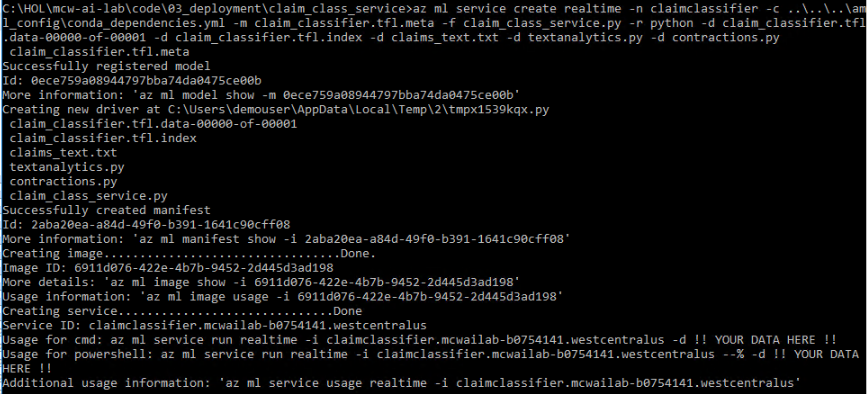 C:\HOL\mcw-ai-lab\code\03_deployment\claim_class_service>az ml service create realtime -n claimclassifier -c ..\..\..\am
l_config\conda_dependencies.yml -m claim_classifier.tfl.meta -f claim_class_service.py -r python -d claim_classifier.tfl
.data-00000-of-00001 -d claim_classifier.tfl.index -d claims_text.txt -d textanalytics.py -d contractions.py
 claim_classifier.tfl.meta
Successfully registered model
Id: 0ece759a08944797bba74da0475ce00b
More information: 'az ml model show -m 0ece759a08944797bba74da0475ce00b'
Creating new driver at C:\Users\demouser\AppData\Local\Temp\2\tmpx1539kqx.py
 claim_classifier.tfl.data-00000-of-00001
 claim_classifier.tfl.index
 claims_text.txt
 textanalytics.py
 contractions.py
 claim_class_service.py
Successfully created manifest
Id: 2aba20ea-a84d-49f0-b391-1641c90cff08
More information: 'az ml manifest show -i 2aba20ea-a84d-49f0-b391-1641c90cff08'
Creating image.................................Done.
Image ID: 6911d076-422e-4b7b-9452-2d445d3ad198
More details: 'az ml image show -i 6911d076-422e-4b7b-9452-2d445d3ad198'
Usage information: 'az ml image usage -i 6911d076-422e-4b7b-9452-2d445d3ad198'
Creating service..............................Done
Service ID: claimclassifier.mcwailab-b0754141.westcentralus
Usage for cmd: az ml service run realtime -i claimclassifier.mcwailab-b0754141.westcentralus -d !! YOUR DATA HERE !!
Usage for powershell: az ml service run realtime -i claimclassifier.mcwailab-b0754141.westcentralus --% -d !! YOUR DATA
HERE !!
Additional usage information: 'az ml service usage realtime -i claimclassifier.mcwailab-b0754141.westcentralus'